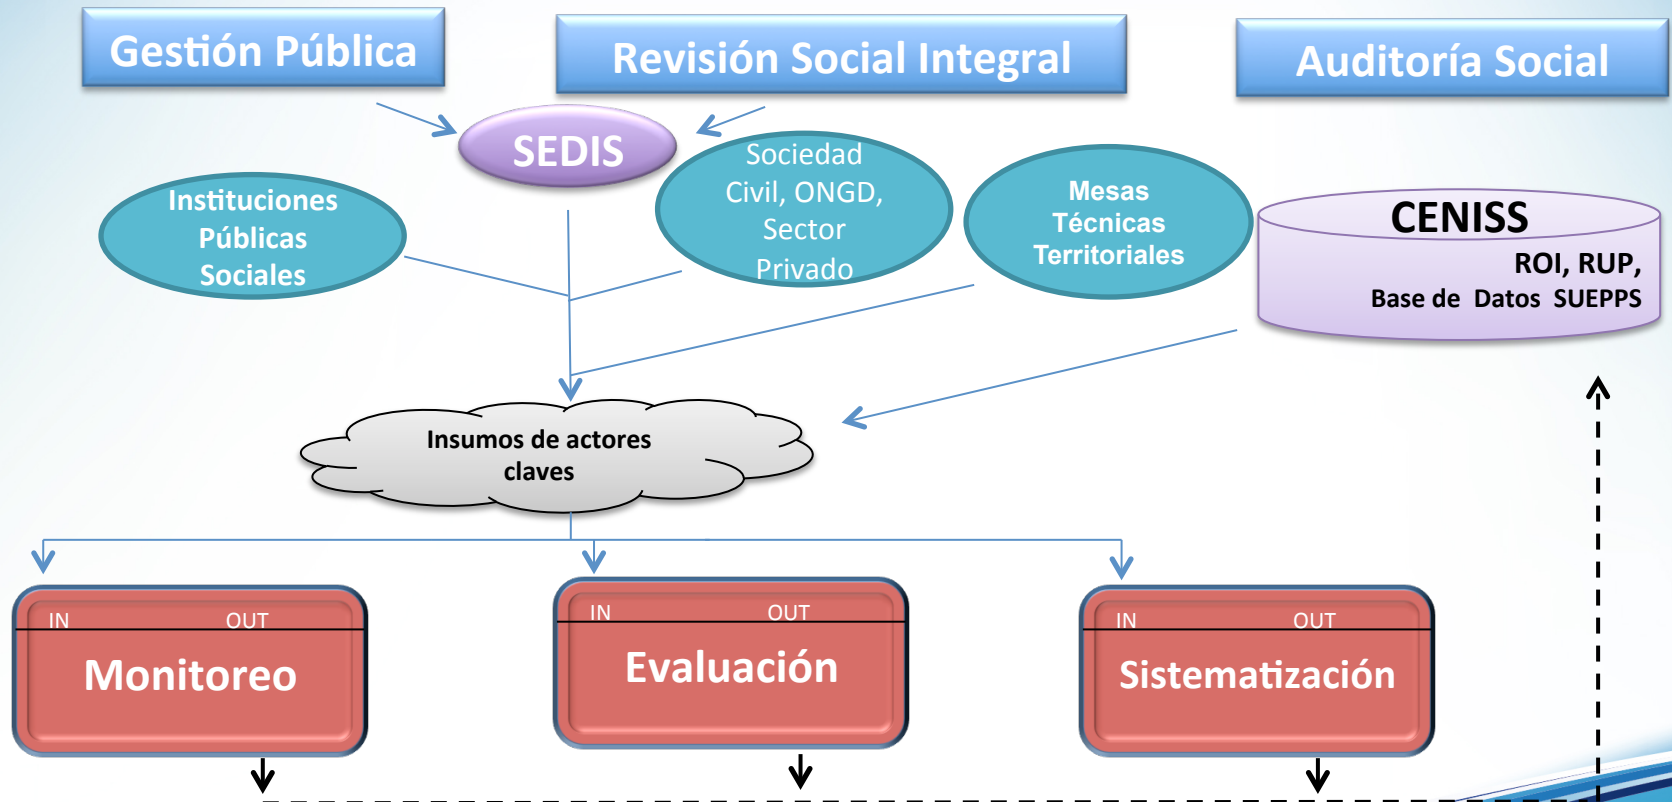 Gestión Pública
Revisión Social Integral
Auditoría Social
SEDIS
Instituciones
Públicas
Sociales
Sociedad
Civil, ONGD,
Sector
Privado
Mesas
Técnicas
Territoriales
CENISS
ROI, RUP,
Base de Datos SUEPPS
Insumos de actores
claves
IN OUT
Monitoreo
IN OUT
Evaluación
IN OUT
Sistematización